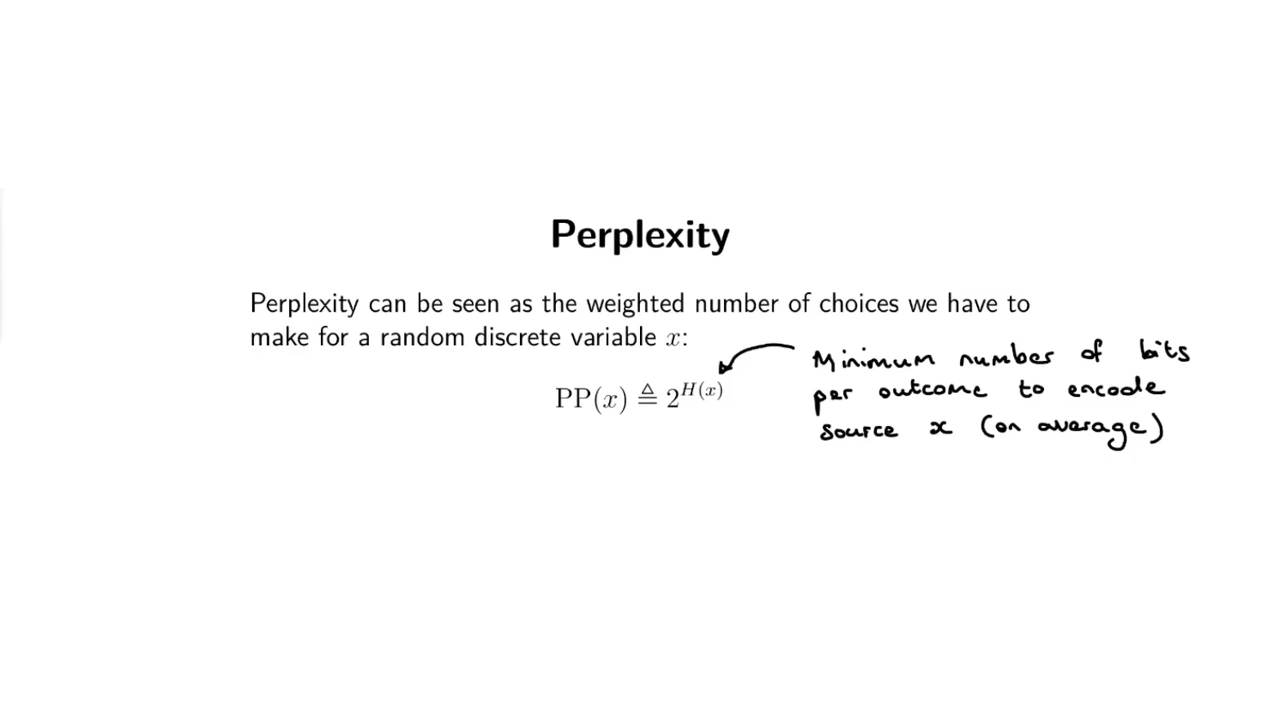 Perplexity
Perplexity can be seen as the weighted number of choices we have to
make for a random discrete variable x:
PP(x) ≜ 2^{H(x)}
Minimum number of bits
per outcome to encode
source x (on average)